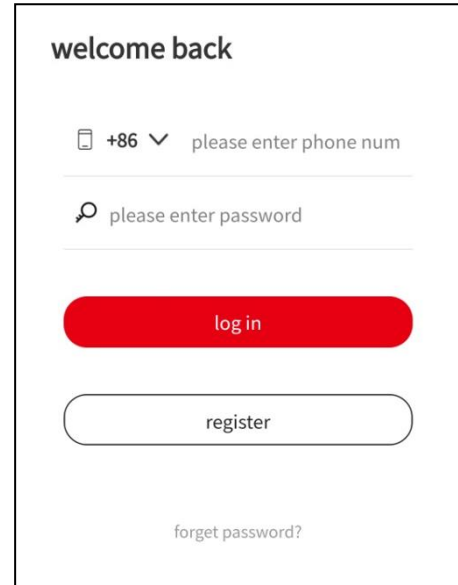 welcome back
+86 please enter phone num
please enter password
log in
register
forget password?